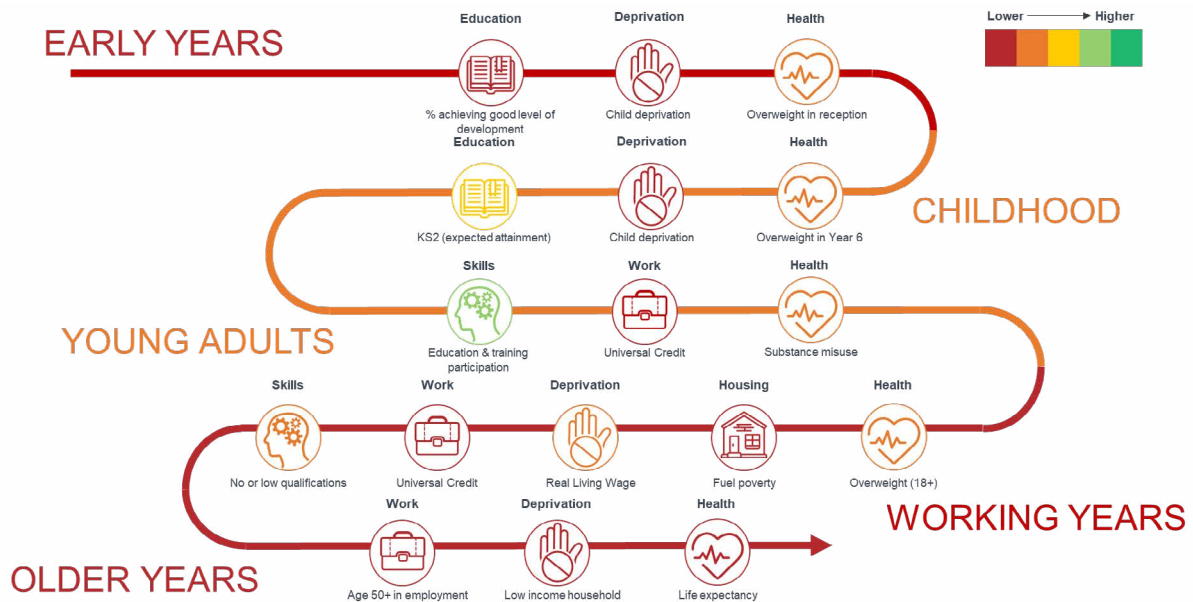 Education Deprivation Health Lower Higher
EARLY YEARS
% achieving good level of
development
Child deprivation
Overweight in reception
Education Deprivation Health
CHILDHOOD
KS2 (expected attainment)
Child deprivation
Overweight in Year 6
Skills Work Health
YOUNG ADULTS
Education & training
participation
Universal Credit
Substance misuse
Skills Work Deprivation Housing Health
No or low qualifications
Universal Credit
Real Living Wage
Fuel poverty
Overweight (18+)
WORKING YEARS
Work Deprivation Health
OLDER YEARS
Age 50+ in employment
Low income household
Life expectancy